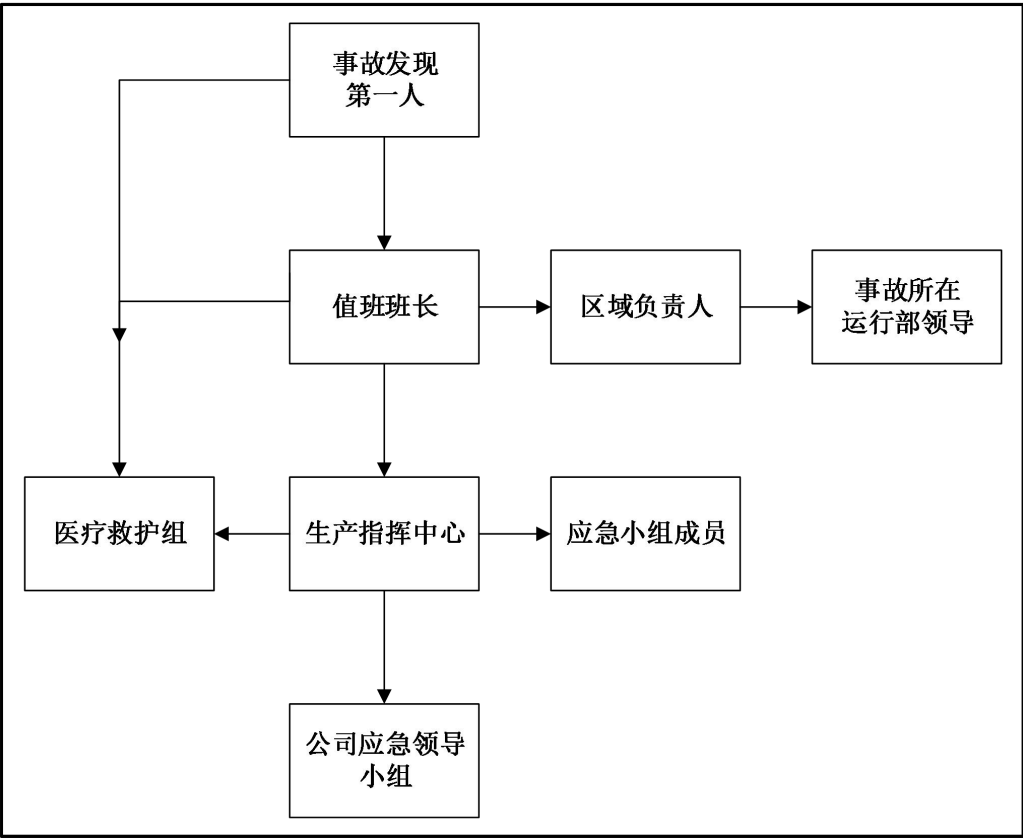 事故发现
第一人
值班班长
区域负责人
事故所在
运行部领导
医疗救护组
生产指挥中心
应急小组成员
公司应急领导
小组